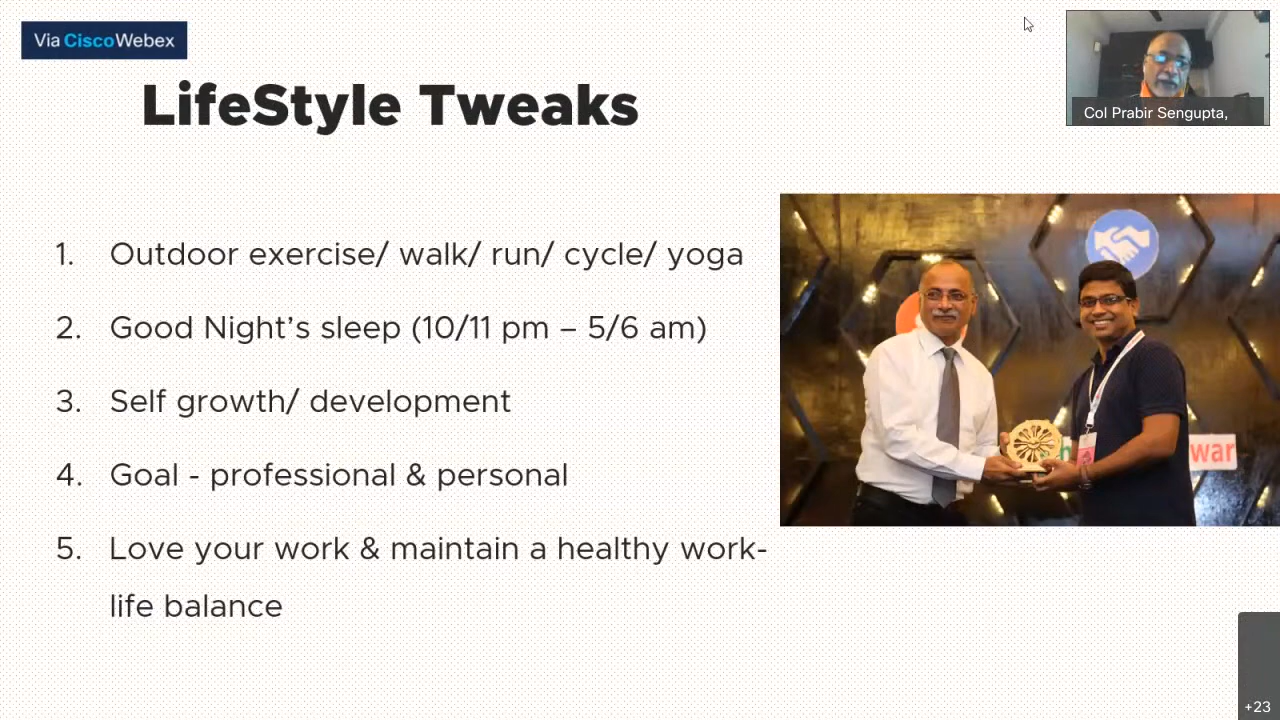 Via CiscoWebex
LifeStyle Tweaks
Col Prabir Sengupta,
1. Outdoor exercise/ walk/ run/ cycle/ yoga
2. Good Night’s sleep (10/11 pm – 5/6 am)
3. Self growth/ development
4. Goal - professional & personal
5. Love your work & maintain a healthy work-
life balance
war
+23